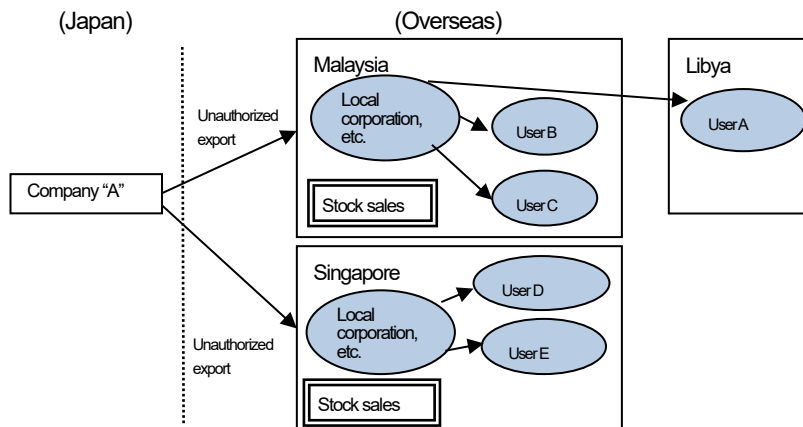 (Japan)
(Overseas)
Malaysia
Libya
Local
corporation,
etc.
User A
Unauthorized
export
User B
Company “A”
Stock sales
User C
Singapore
User D
Local
corporation,
etc.
User E
Unauthorized
export
Stock sales